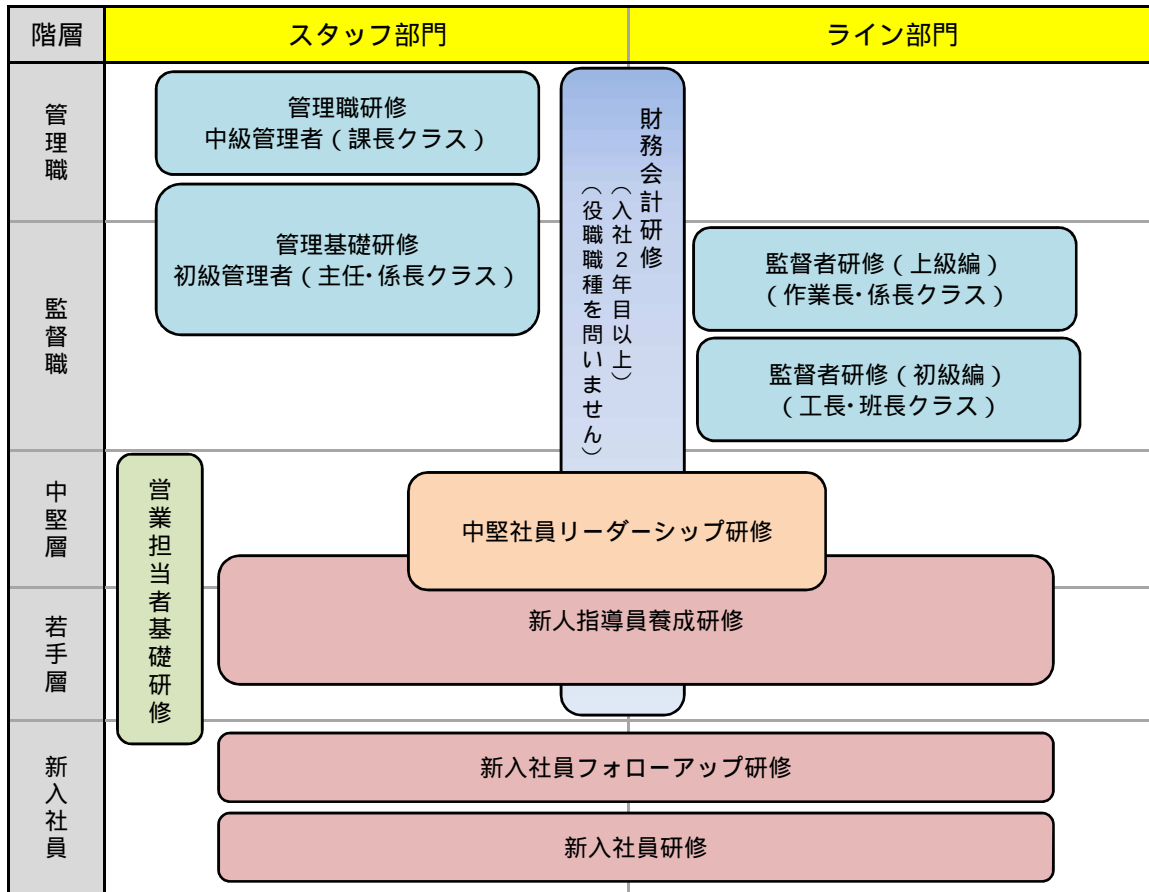 階層
スタッフ部門
ライン部門
管理職
管理職研修
中級管理者（課長クラス）
財務会計研修
（入社２年目以上）
（役職職種を問いません）
管理基礎研修
初級管理者（主任・係長クラス）
監督職
監督者研修（上級編）
（作業長・係長クラス）
監督者研修（初級編）
（工長・班長クラス）
中堅層
営業担当者基礎研修
中堅社員リーダーシップ研修
若手層
新人指導員養成研修
新入社員
新入社員フォローアップ研修
新入社員研修